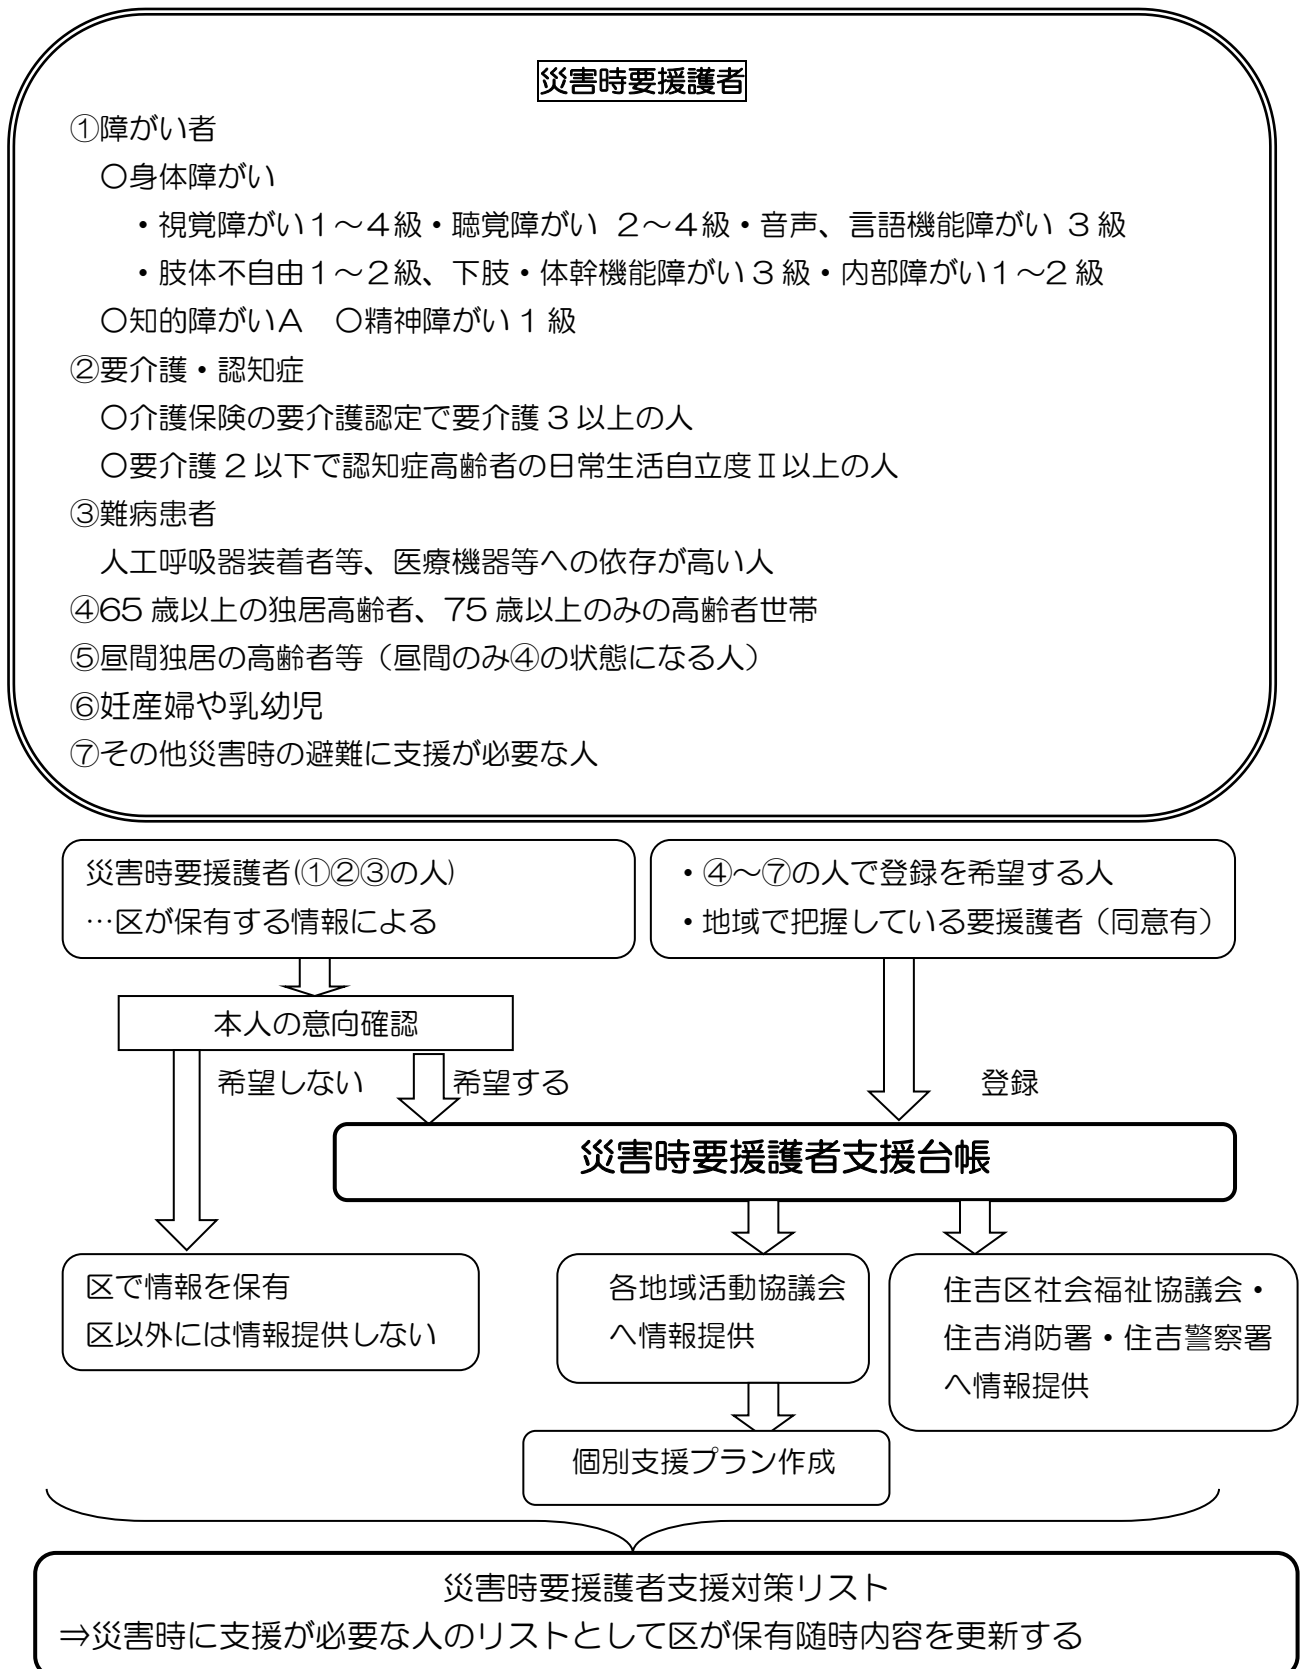 災害時要援護者
①障がい者
○身体障がい
・視覚障がい1～4級・聴覚障がい 2～4級・音声、言語機能障がい 3級
・肢体不自由1～2級、下肢・体幹機能障がい3級・内部障がい1～2級
○知的障がいA ○精神障がい1級
②要介護・認知症
○介護保険の要介護認定で要介護3以上の人
○要介護2以下で認知症高齢者の日常生活自立度Ⅱ以上の人
③難病患者
人工呼吸器装着者等、医療機器等への依存が高い人
④65歳以上の独居高齢者、75歳以上のみの高齢者世帯
⑤昼間独居の高齢者等（昼間のみ④の状態になる人）
⑥妊産婦や乳幼児
⑦その他災害時の避難に支援が必要な人
災害時要援護者(①②③の人)
…区が保有する情報による
・④～⑦の人で登録を希望する人
・地域で把握している要援護者（同意有）
本人の意向確認
希望しない
希望する
登録
災害時要援護者支援台帳
区で情報を保有
区以外には情報提供しない
各地域活動協議会
へ情報提供
住吉区社会福祉協議会・
住吉消防署・住吉警察署
へ情報提供
個別支援プラン作成
災害時要援護者支援対策リスト
⇒災害時に支援が必要な人のリストとして区が保有随時内容を更新する